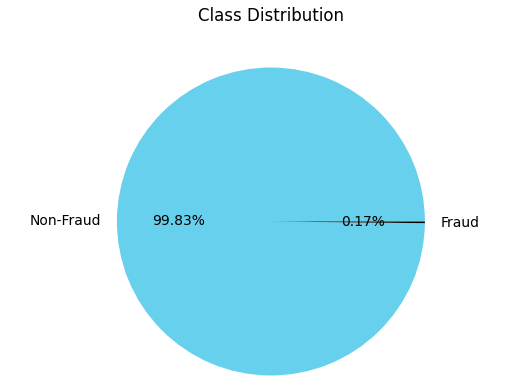 Class Distribution
Non-Fraud
99.83%
0.17%
Fraud